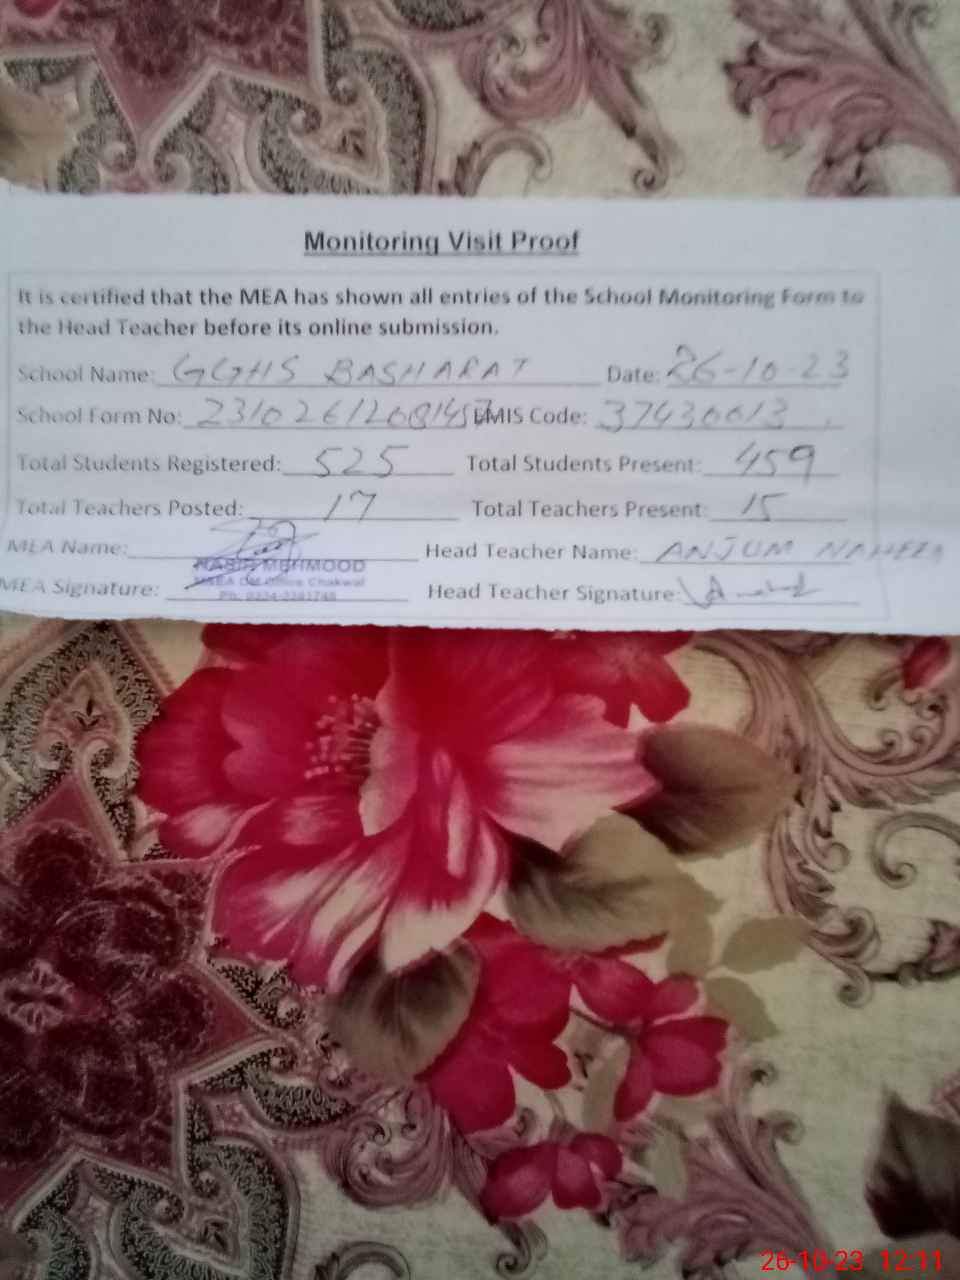 Monitoring Visit Proof
It is certified that the MEA has shown all entries of the School Monitoring Form to
the Head Teacher before its online submission.
School Name: GGHS BASHARAT Date: 26-10-23
School Form No: EMIS Code: 37430013
Total Students Registered: 525 Total Students Present: 459
Total Teachers Posted: 17 Total Teachers Present: 15
MEA Name: Head Teacher Name: ANJUM
MEHMOOD
MEA Office Chakwal
MEA Signature: Head Teacher Signature:
26-10-23 12:11